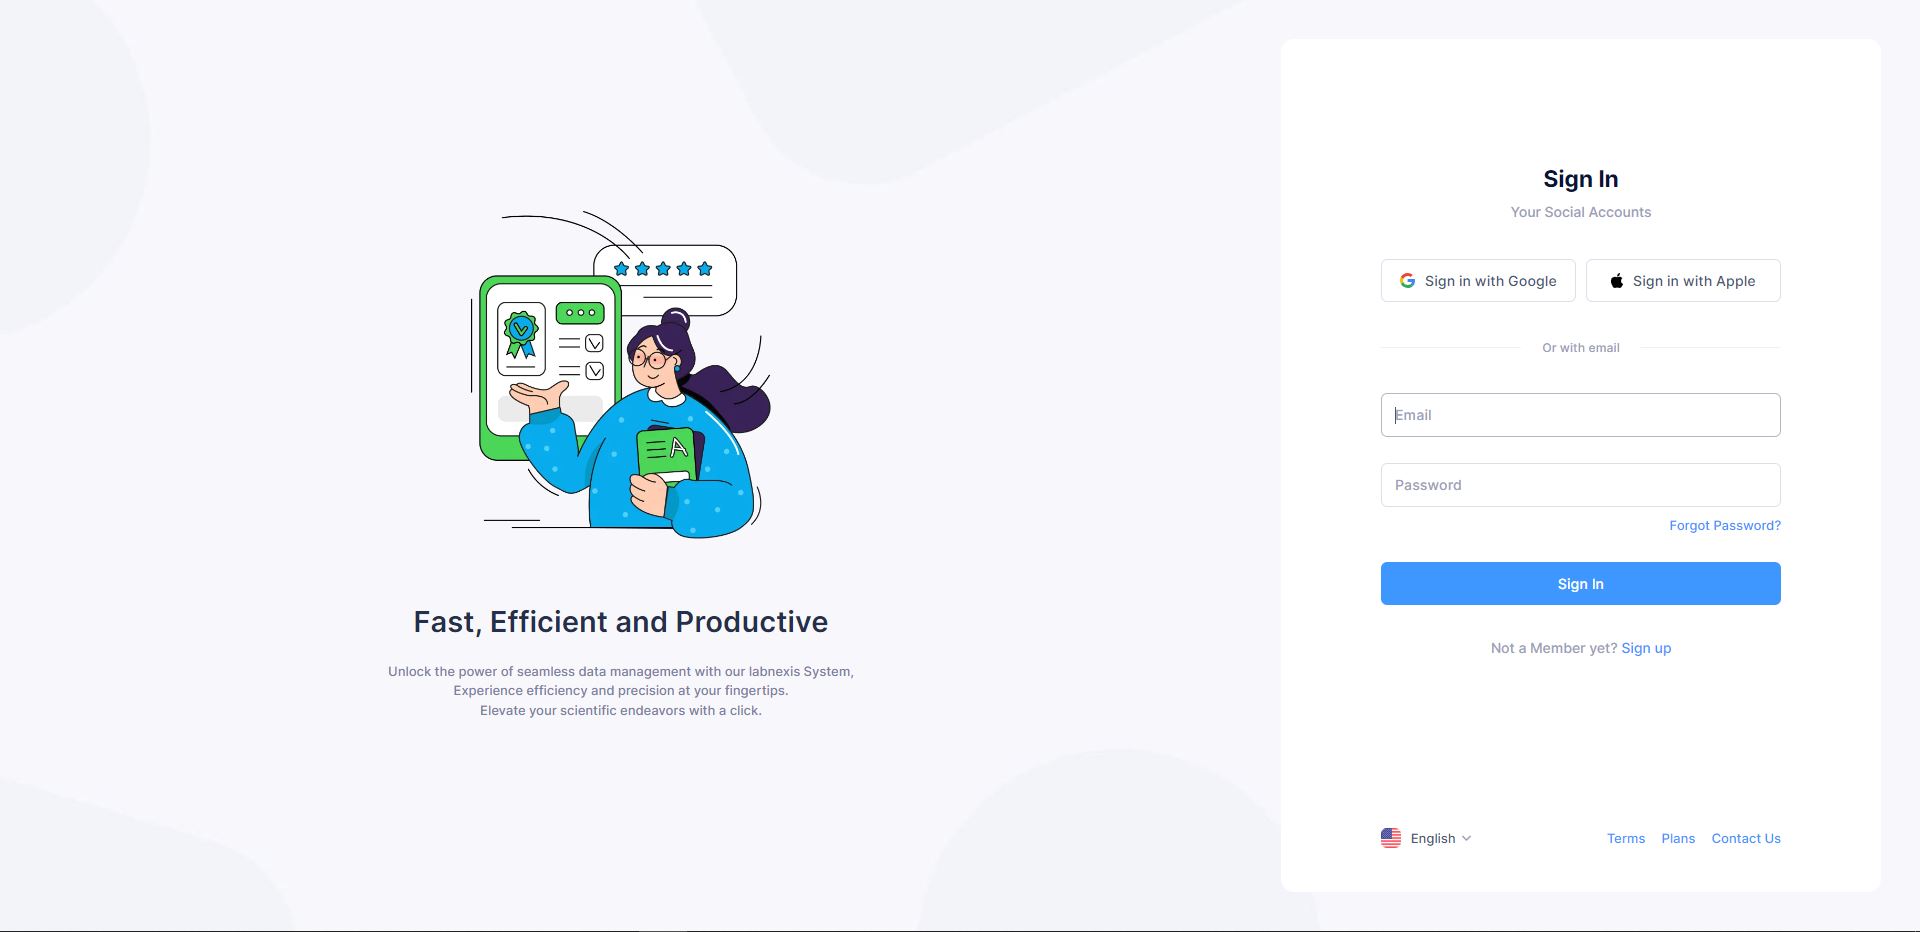 Fast, Efficient and Productive
Unlock the power of seamless data management with our labnexis System,
Experience efficiency and precision at your fingertips.
Elevate your scientific endeavors with a click.
A
Sign In
Your Social Accounts
Sign in with Google
Sign in with Apple
Or with email
Email
Password
Forgot Password?
Sign In
Not a Member yet? Sign up
English
Terms Plans Contact Us